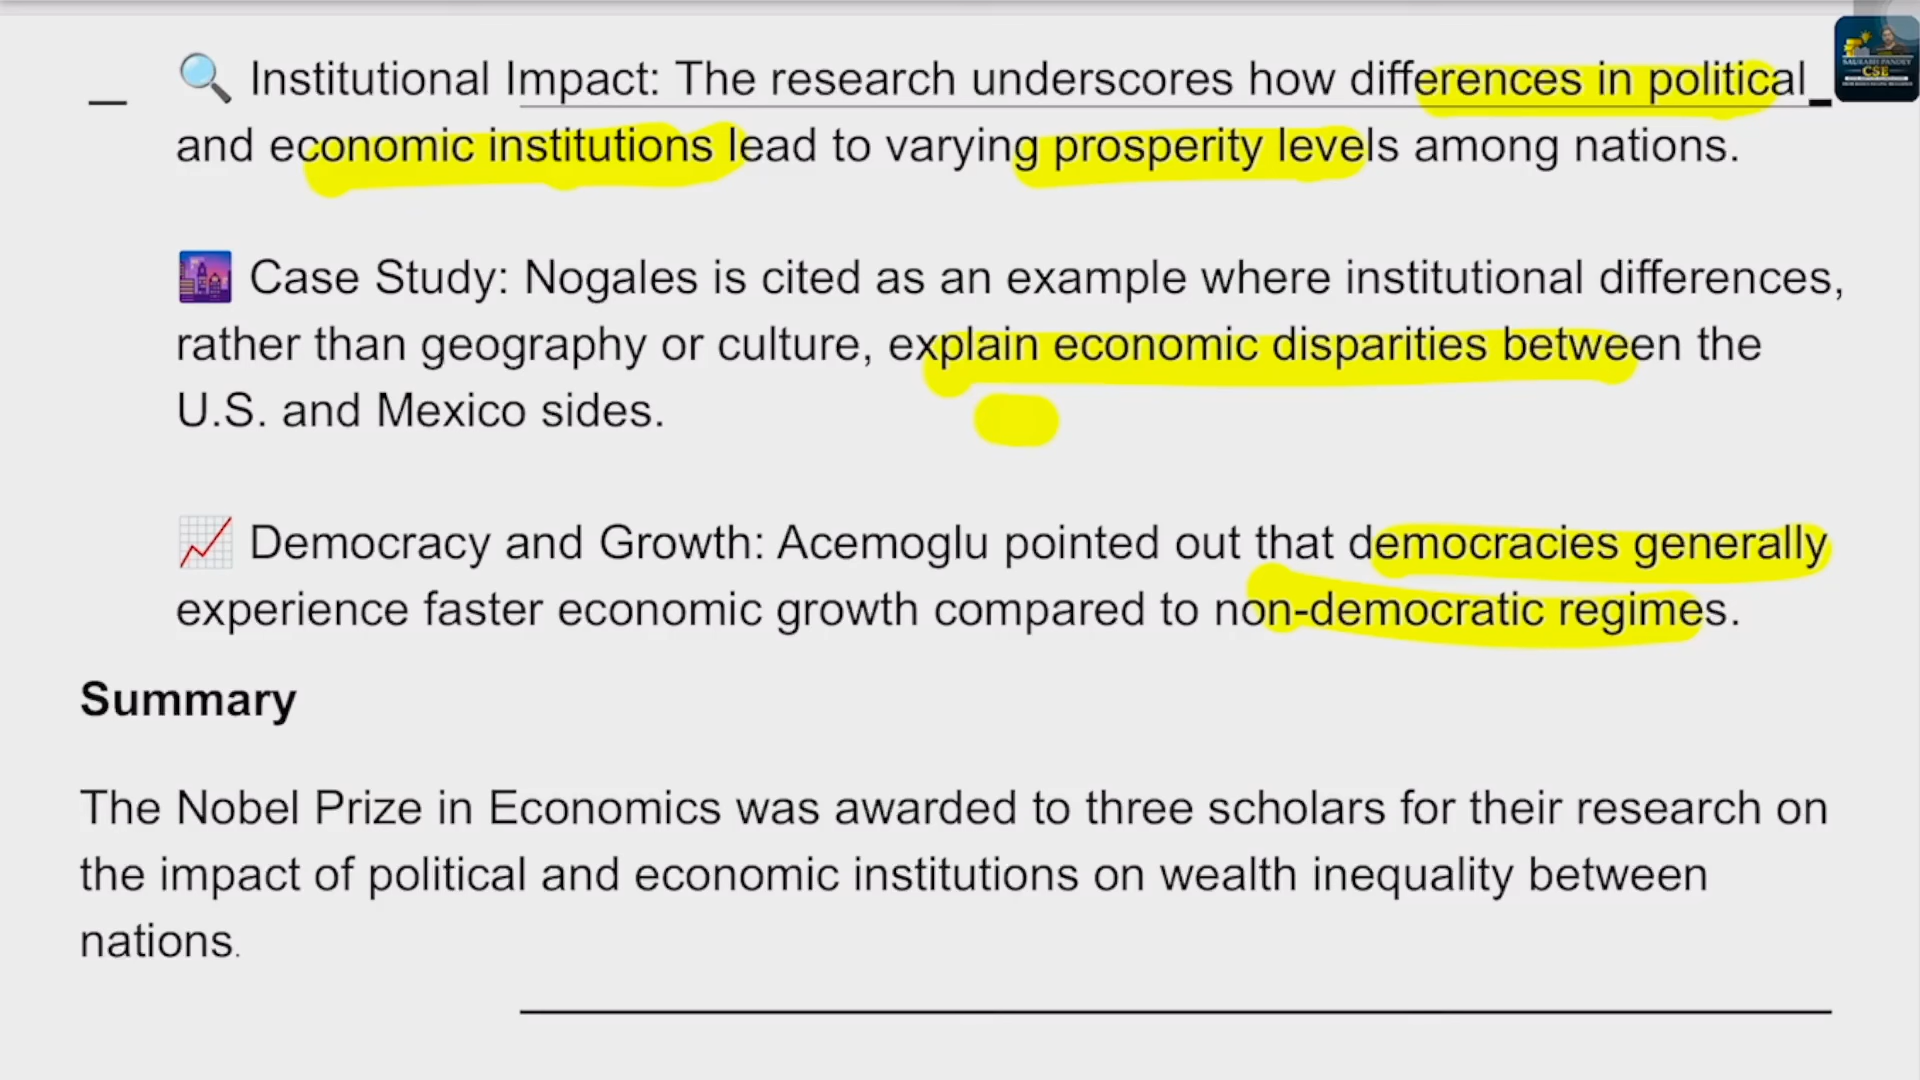 Institutional Impact: The research underscores how differences in political
and economic institutions lead to varying prosperity levels among nations.
Case Study: Nogales is cited as an example where institutional differences,
rather than geography or culture, explain economic disparities between the
U.S. and Mexico sides.
Democracy and Growth: Acemoglu pointed out that democracies generally
experience faster economic growth compared to non-democratic regimes.
Summary
The Nobel Prize in Economics was awarded to three scholars for their research on
the impact of political and economic institutions on wealth inequality between
nations.
SAURABH PANDEY
CSE